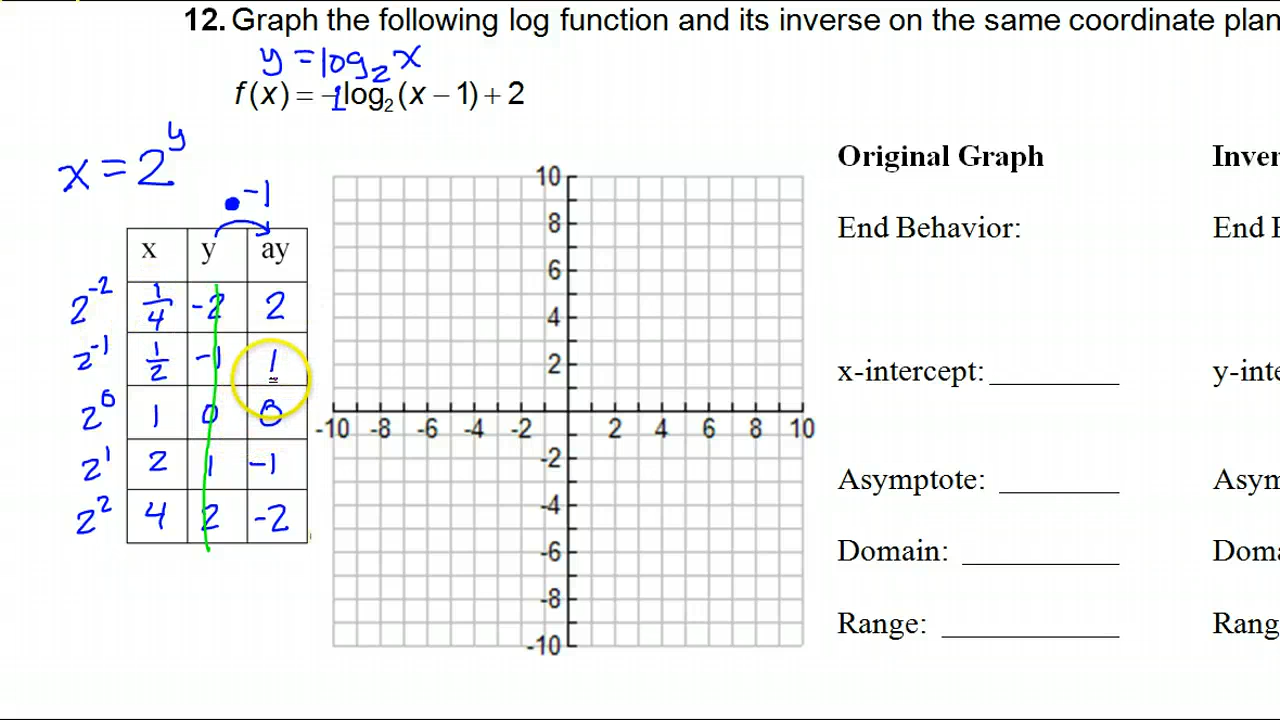 12. Graph the following log function and its inverse on the same coordinate plan
y = log₂ x
f(x) = -1log₂(x – 1) + 2
x = 2^y
• -1
x y ay
2^-2 1/4 -2 2
2^-1 1/2 -1 1
2^0 1 0 0
2^1 2 1 -1
2^2 4 2 -2
10
8
6
4
2
-10 -8 -6 -4 -2 2 4 6 8 10
-2
-4
-6
-8
-10
Original Graph
End Behavior:
x-intercept:
Asymptote:
Domain:
Range:
Inver
End
y-inte
Asym
Doma
Rang